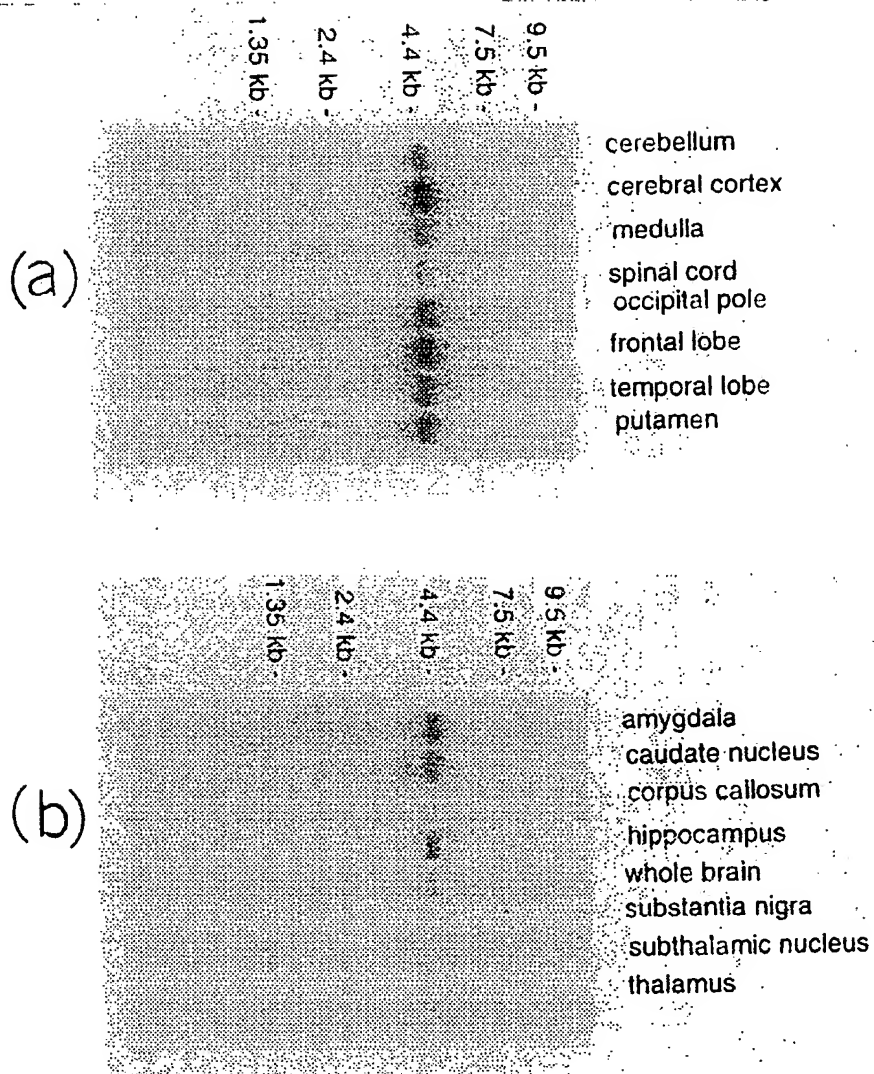 1.35 kb -
2.4 kb -
4.4 kb -
7.5 kb -
9.5 kb -
(a)
cerebellum
cerebral cortex
medulla
spinal cord
occipital pole
frontal lobe
temporal lobe
putamen
1.35 kb -
2.4 kb -
4.4 kb -
7.5 kb -
9.5 kb -
(b)
amygdala
caudate nucleus
corpus callosum
hippocampus
whole brain
substantia nigra
subthalamic nucleus
thalamus